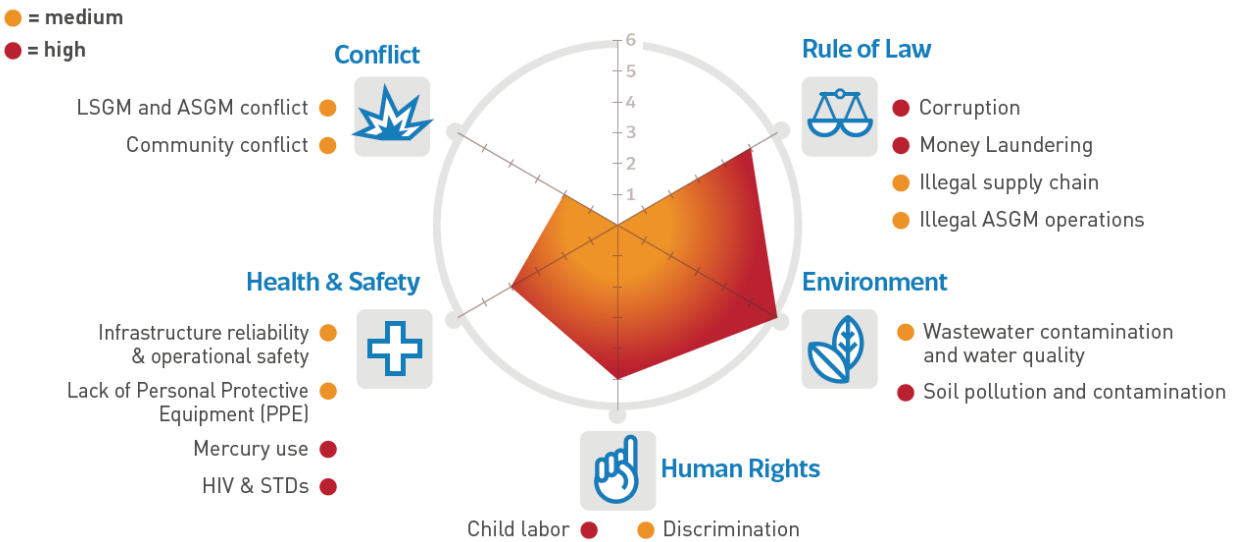 = medium
= high
Conflict
LSGM and ASGM conflict
Community conflict
6
5
4
3
2
1
Rule of Law
Corruption
Money Laundering
Illegal supply chain
Illegal ASGM operations
Health & Safety
Infrastructure reliability
& operational safety
Lack of Personal Protective
Equipment (PPE)
Mercury use
HIV & STDs
Environment
Wastewater contamination
and water quality
Soil pollution and contamination
Human Rights
Child labor
Discrimination